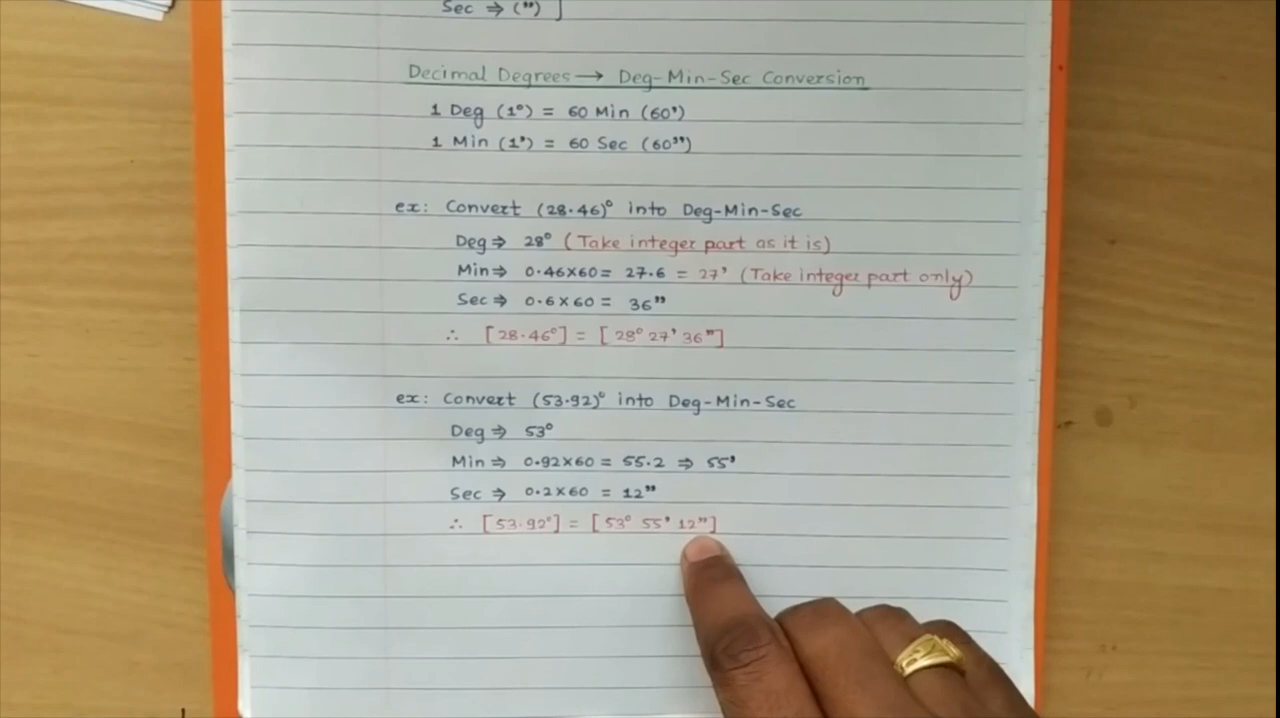 Sec ⇒ (")]
Decimal Degrees → Deg-Min-Sec Conversion
1 Deg (1°) = 60 Min (60')
1 Min (1') = 60 Sec (60")
ex: Convert (28.46)° into Deg-Min-Sec
Deg ⇒ 28° (Take integer part as it is)
Min ⇒ 0.46×60 = 27.6 = 27' (Take integer part only)
Sec ⇒ 0.6×60 = 36"
∴ [28.46°] = [28° 27' 36"]
ex: Convert (53.92)° into Deg-Min-Sec
Deg ⇒ 53°
Min ⇒ 0.92×60 = 55.2 ⇒ 55'
Sec ⇒ 0.2×60 = 12"
∴ [53.92°] = [53° 55' 12"]